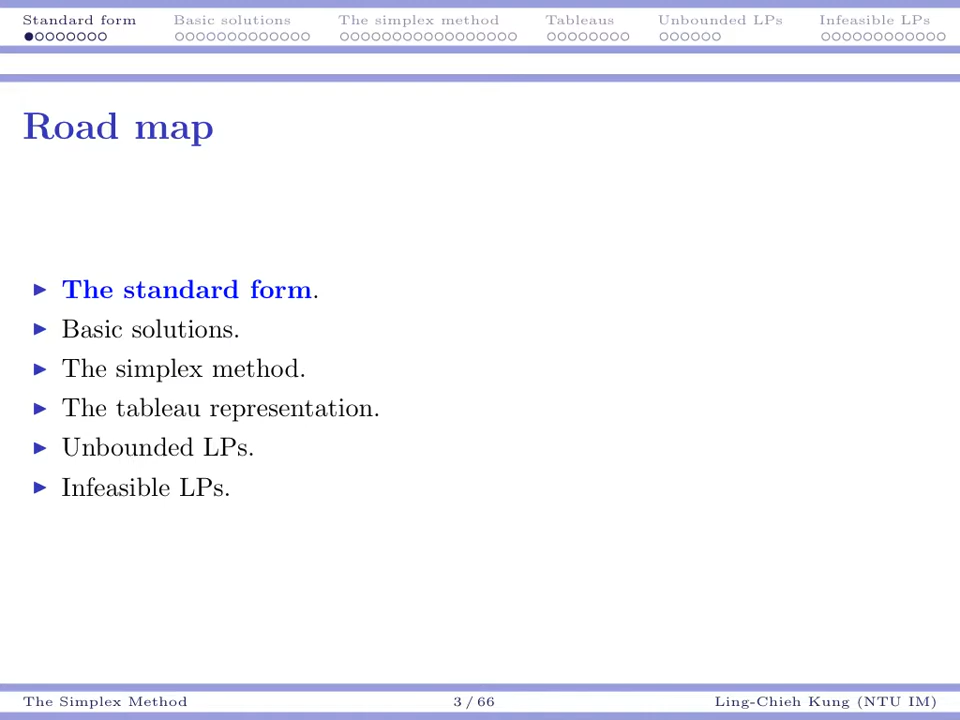 Standard form
Basic solutions
The simplex method
Tableaus
Unbounded LPs
Infeasible LPs
Road map
The standard form.
Basic solutions.
The simplex method.
The tableau representation.
Unbounded LPs.
Infeasible LPs.
The Simplex Method
3 / 66
Ling-Chieh Kung (NTU IM)